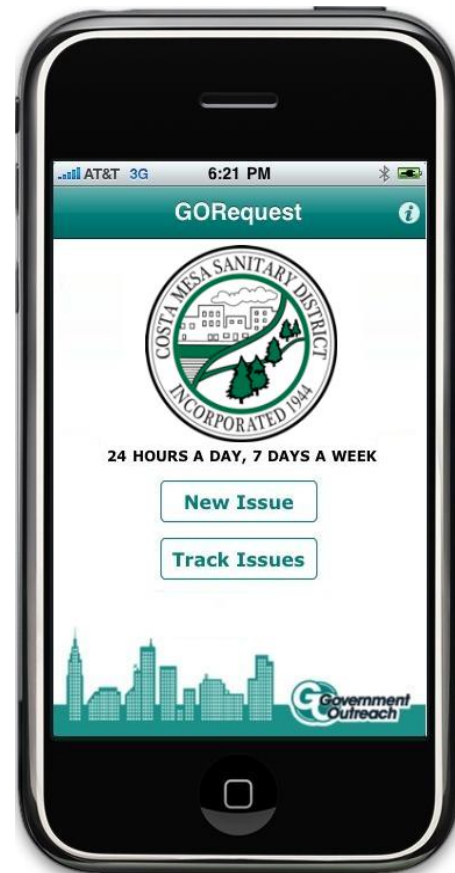 AT&T 3G 6:21 PM
GORequest
i
COSTA MESA SANITARY DISTRICT
INCORPORATED 1944
24 HOURS A DAY, 7 DAYS A WEEK
New Issue
Track Issues
Government
Outreach